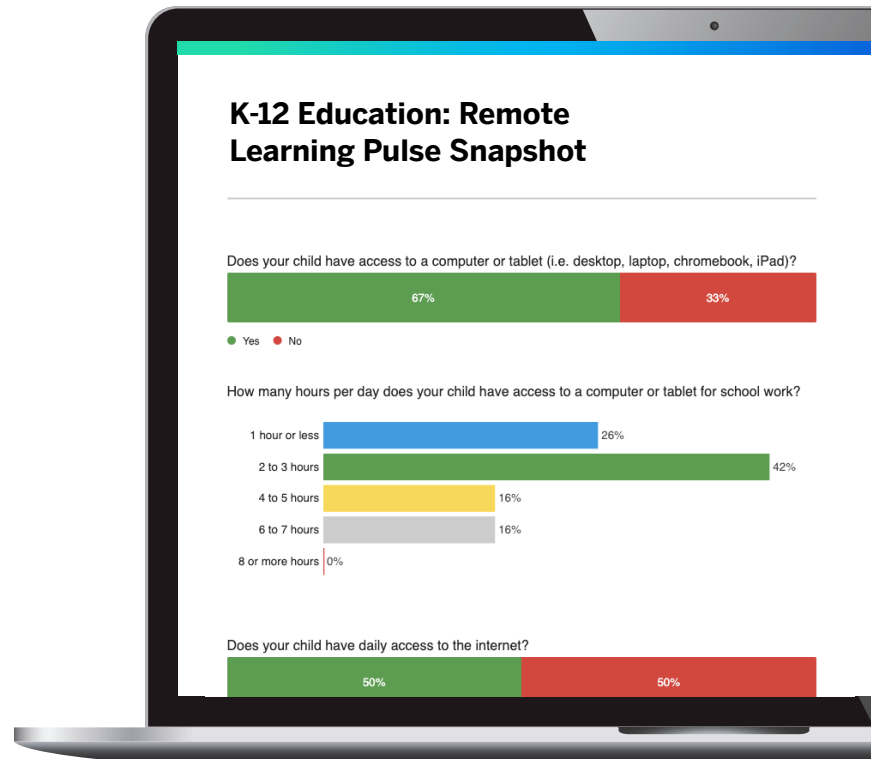 K-12 Education: Remote
Learning Pulse Snapshot
Does your child have access to a computer or tablet (i.e. desktop, laptop, chromebook, iPad)?
67% 33%
Yes No
How many hours per day does your child have access to a computer or tablet for school work?
1 hour or less 26%
2 to 3 hours 42%
4 to 5 hours 16%
6 to 7 hours 16%
8 or more hours 0%
Does your child have daily access to the internet?
50% 50%